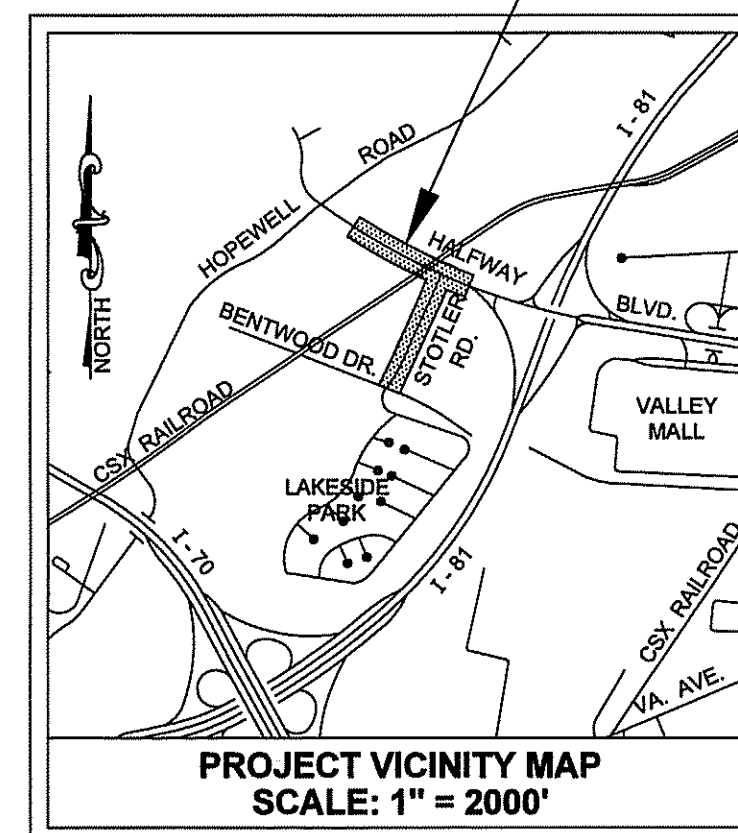 I - 81
ROAD
HOPEWELL
HALFWAY
BLVD.
NORTH
BENTWOOD DR.
STOTLER
RD.
VALLEY
MALL
CSX RAILROAD
LAKESIDE
PARK
I - 70
I - 81
CSX RAILROAD
VA. AVE.
PROJECT VICINITY MAP
SCALE: 1" = 2000'